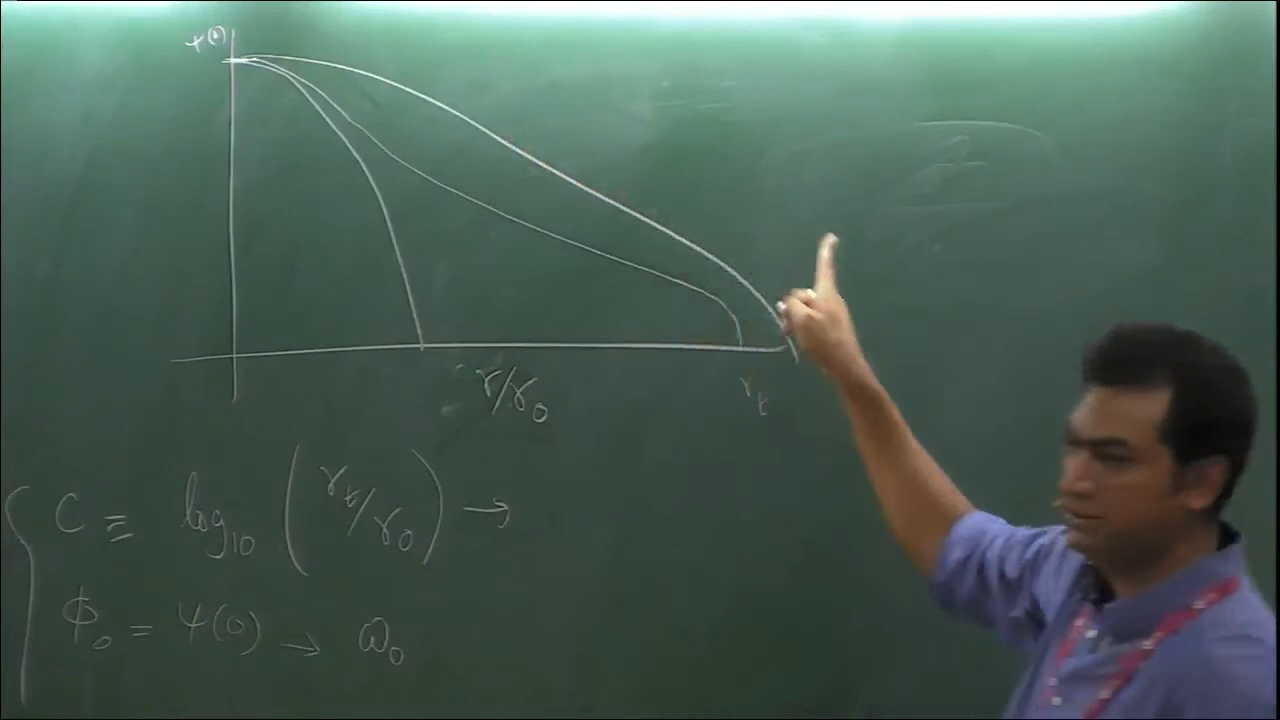 r/r₀
r_t
C ≡ log₁₀ (r_t/r₀) →
ϕ₀ = Ψ(0) → ω₀